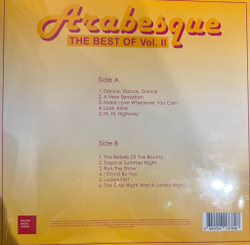 Arabesque
THE BEST OF Vol. II
Side A
1. Dance, Dance, Dance
2. A New Sensation
3. Make Love Whenever You Can
4. Look Alive
5. Hi, Hi, Highway
Side B
1. The Rebels Of The Bounty
2. Tropical Summer Night
3. Run The Show
4. I Stand By You
5. Ladies First
6. The Only Night Was A Lonely Night